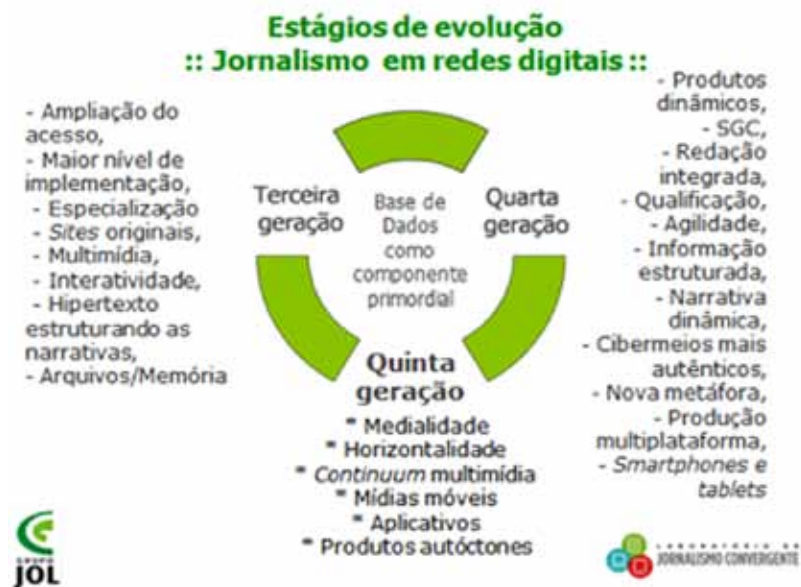 Estágios de evolução
:: Jornalismo em redes digitais ::
- Ampliação do
acesso,
- Maior nível de
implementação,
- Especialização
- Sites originais,
- Multimídia,
- Interatividade,
- Hipertexto
estruturando as
narrativas,
- Arquivos/Memória
Terceira
geração
Base de
Dados
como
componente
primordial
Quarta
geração
- Produtos
dinâmicos,
- SGC,
- Redação
integrada,
- Qualificação,
- Agilidade,
- Informação
estruturada,
- Narrativa
dinâmica,
- Cibermeios mais
autênticos,
- Nova metáfora,
- Produção
multiplataforma,
- Smartphones e
tablets
Quinta
geração
* Medialidade
* Horizontalidade
* Continuum multimídia
* Mídias móveis
* Aplicativos
* Produtos autóctones
GRUPO
JOL
LABORATÓRIO DE
JORNALISMO CONVERGENTE